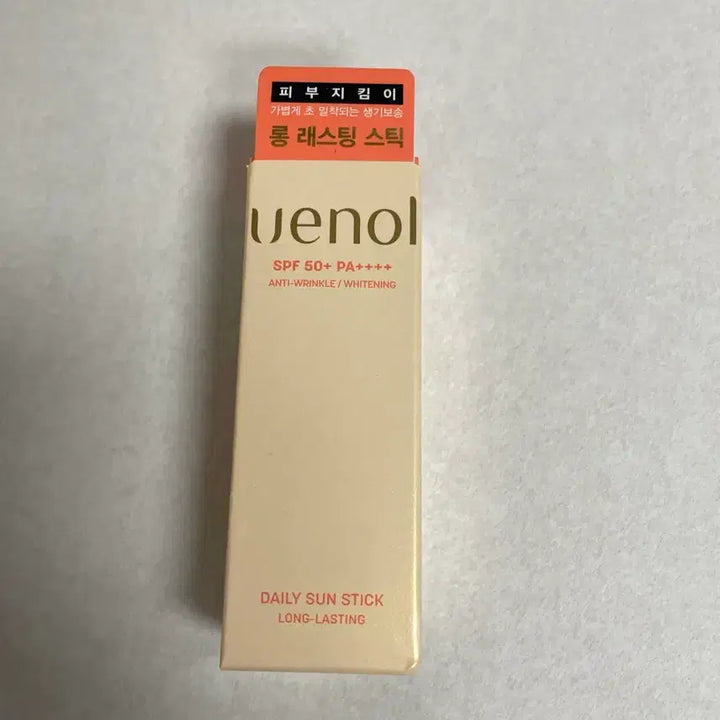 피부지킴이
가볍게 초 밀착되는 생기보송
롱 래스팅 스틱
uenol
SPF 50+ PA++++
ANTI-WRINKLE / WHITENING
DAILY SUN STICK
LONG-LASTING